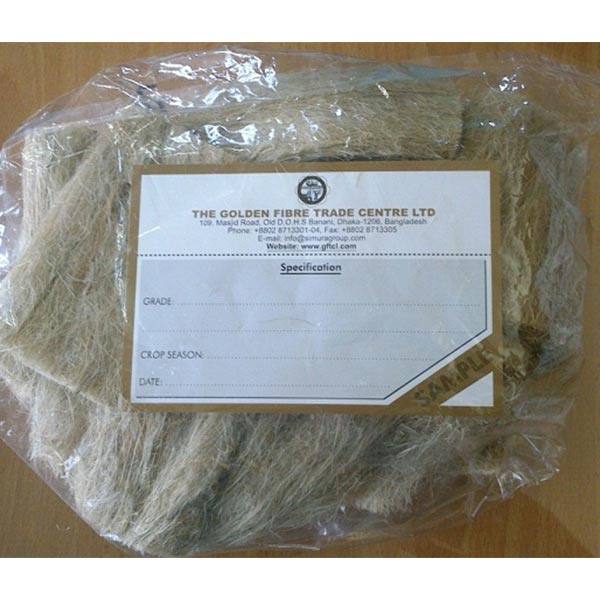 THE GOLDEN FIBRE TRADE CENTRE LTD
109, Masjid Road, Old D.O.H.S Banani, Dhaka-1206, Bangladesh
Phone: +8802 8713301-04, Fax: +8802 8713305
E-mail: info@simuragroup.com
Website: www.gftcl.com
Specification
GRADE:
CROP SEASON:
DATE:
SAMPLE